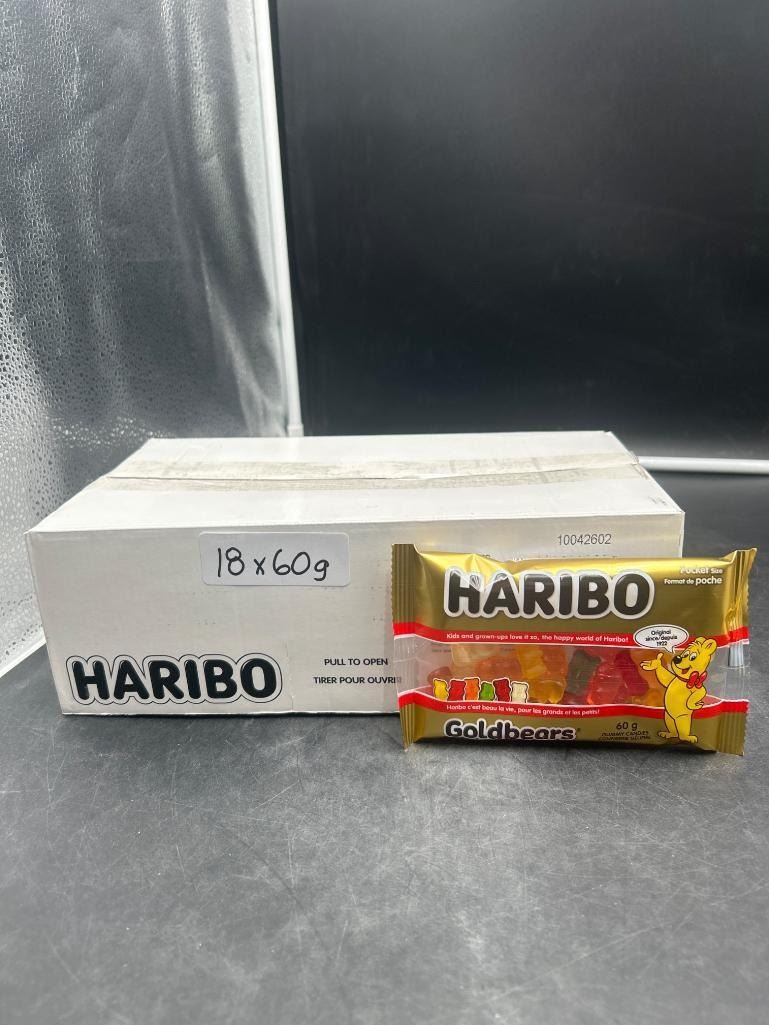 10042602
18 x 60g
HARIBO
PULL TO OPEN
TIRER POUR OUVRI
Pocket Size
Format de poche
HARIBO
Kids and grown-ups love it so, the happy world of Haribo!
Original
since/depuis
1922
Haribo c'est beau la vie, pour les grands et les petits!
Goldbears
60 g
GUMMY CANDIES